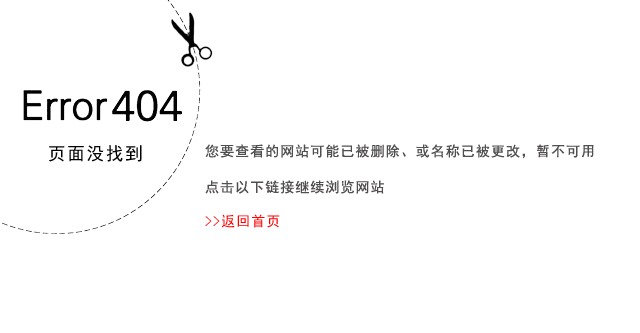 Error 404
页面没找到
您要查看的网站可能已被删除、或名称已被更改，暂不可用
点击以下链接继续浏览网站
>>返回首页